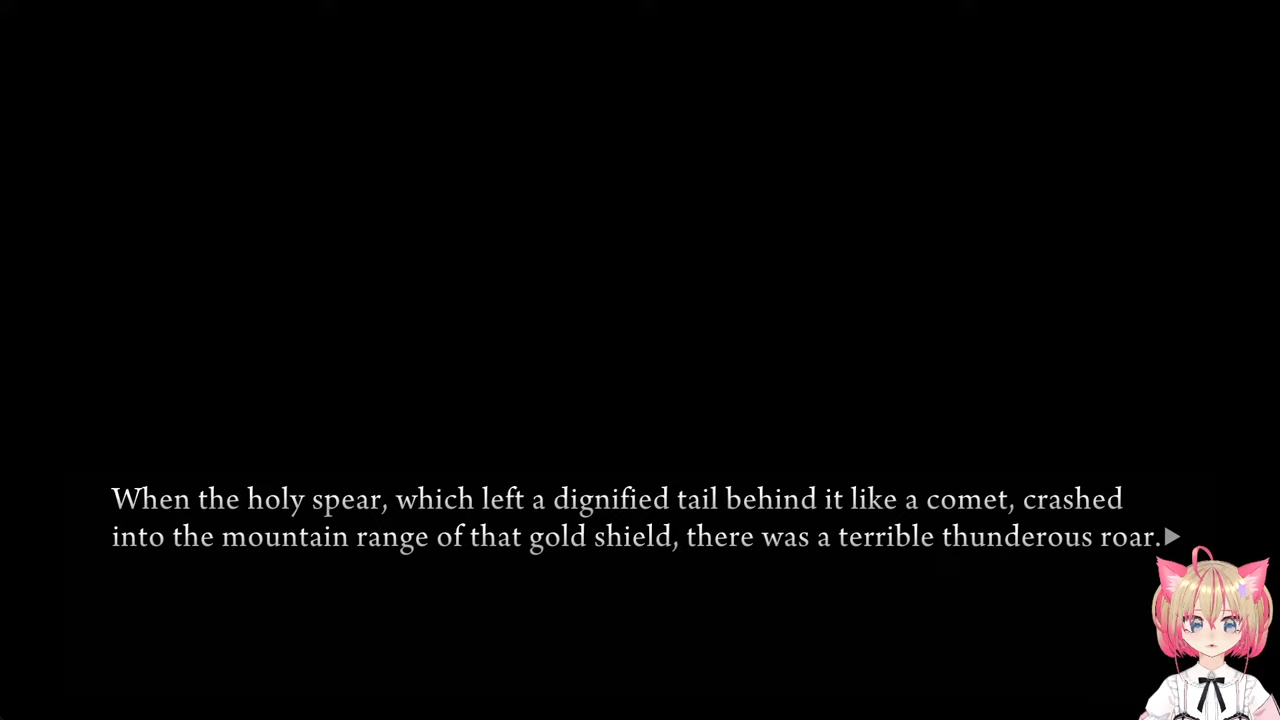 When the holy spear, which left a dignified tail behind it like a comet, crashed
into the mountain range of that gold shield, there was a terrible thunderous roar.